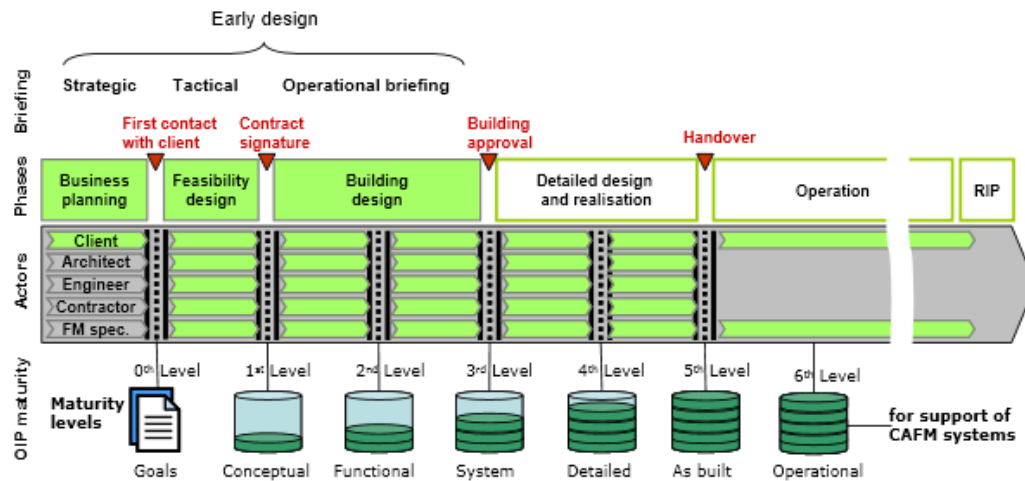 Early design
Briefing
Strategic
Tactical
Operational briefing
First contact
with client
Contract
signature
Building
approval
Handover
Phases
Business
planning
Feasibility
design
Building
design
Detailed design
and realisation
Operation
RIP
Actors
Client
Architect
Engineer
Contractor
FM spec.
OIP maturity
0th Level
1st Level
2nd Level
3rd Level
4th Level
5th Level
6th Level
Maturity
levels
for support of
CAFM systems
Goals
Conceptual
Functional
System
Detailed
As built
Operational